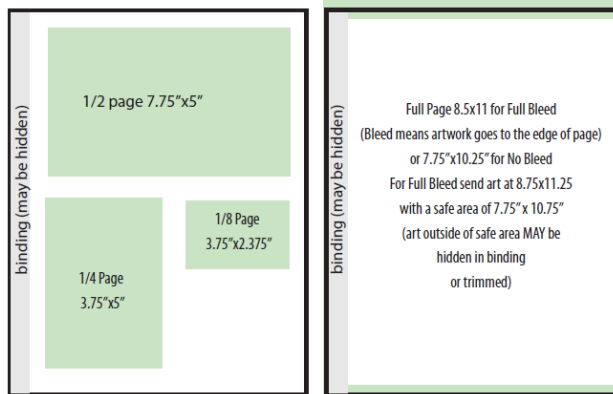 binding (may be hidden)
1/2 page 7.75”x5”
1/4 Page
3.75”x5”
1/8 Page
3.75”x2.375”
binding (may be hidden)
Full Page 8.5x11 for Full Bleed
(Bleed means artwork goes to the edge of page)
or 7.75”x10.25” for No Bleed
For Full Bleed send art at 8.75x11.25
with a safe area of 7.75” x 10.75”
(art outside of safe area MAY be
hidden in binding
or trimmed)